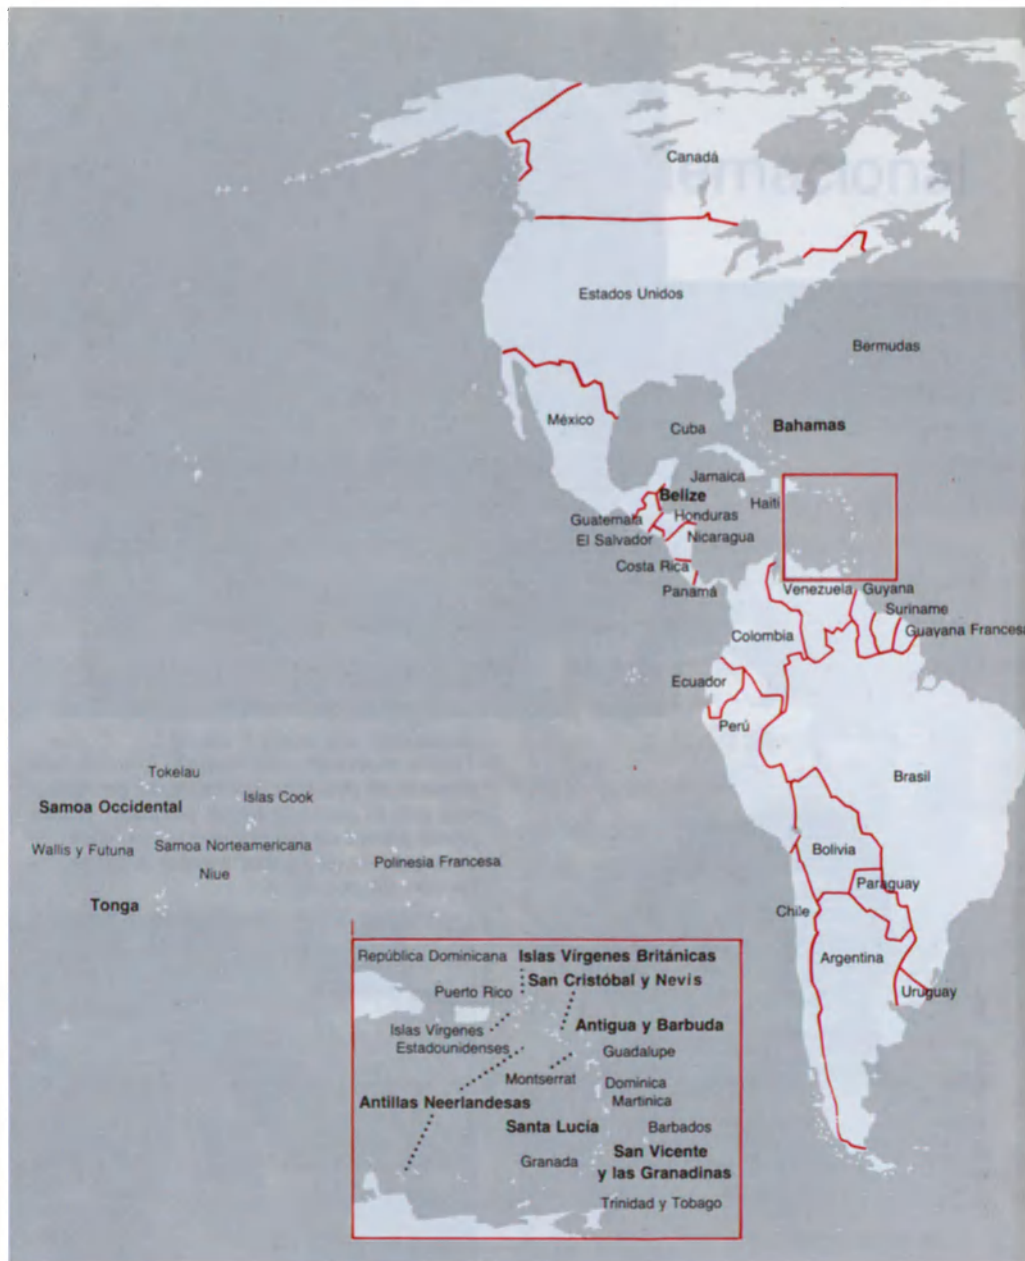 Canadá
ernacional
Estados Unidos
Bermudas
México
Cuba
Bahamas
Jamaica
Belize
Haití
Guatemala
Honduras
El Salvador
Nicaragua
Costa Rica
Panamá
Venezuela
Guyana
Suriname
Colombia
Guayana Francesa
Ecuador
Perú
Brasil
Tokelau
Islas Cook
Samoa Occidental
Wallis y Futuna
Samoa Norteamericana
Niue
Polinesia Francesa
Bolivia
Paraguay
Tonga
Chile
Argentina
Uruguay
República Dominicana
Islas Vírgenes Británicas
San Cristóbal y Nevis
Puerto Rico
Islas Vírgenes
Estadounidenses
Antigua y Barbuda
Guadalupe
Montserrat
Dominica
Antillas Neerlandesas
Martinica
Santa Lucía
Barbados
Granada
San Vicente
y las Granadinas
Trinidad y Tobago